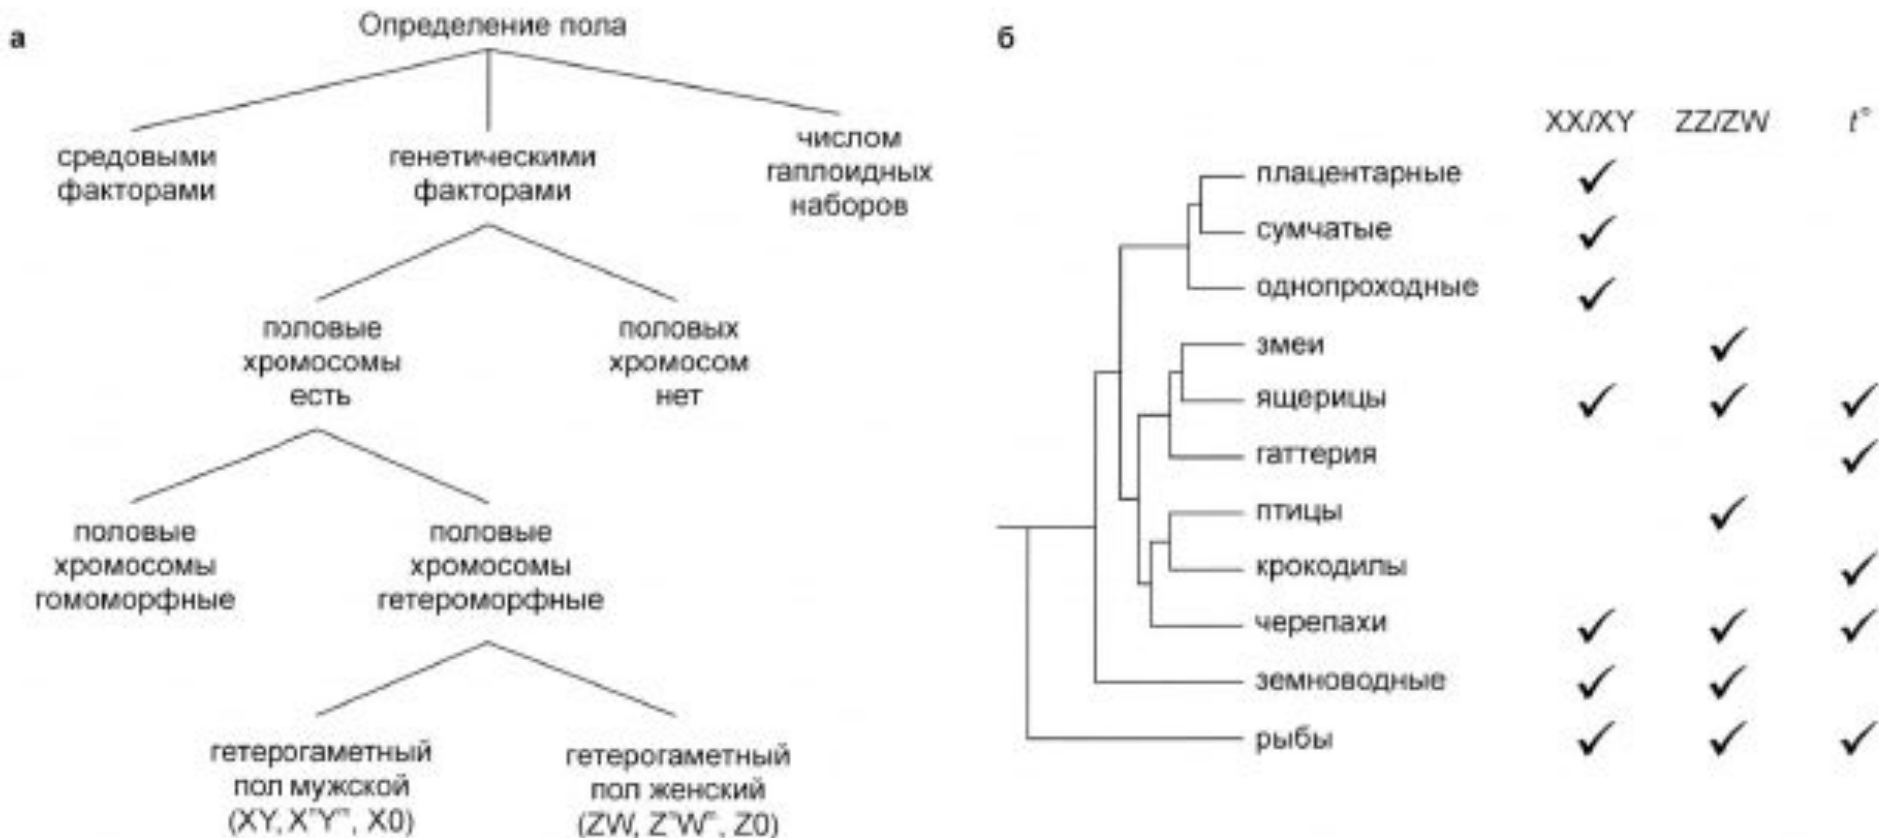 а
Определение пола
средовыми
факторами
генетическими
факторами
числом
гаплоидных
наборов
половые
хромосомы
есть
половых
хромосом
нет
половые
хромосомы
гомоморфные
половые
хромосомы
гетероморфные
гетерогаметный
пол мужской
(XY, XⁿYᵐ, X0)
гетерогаметный
пол женский
(ZW, ZⁿWⁿ, Z0)
б
XX/XY ZZ/ZW t°
плацентарные ✓
сумчатые ✓
однопроходные ✓
змеи ✓
ящерицы ✓ ✓ ✓
гаттерия ✓
птицы ✓
крокодилы ✓
черепахи ✓ ✓ ✓
земноводные ✓ ✓
рыбы ✓ ✓ ✓